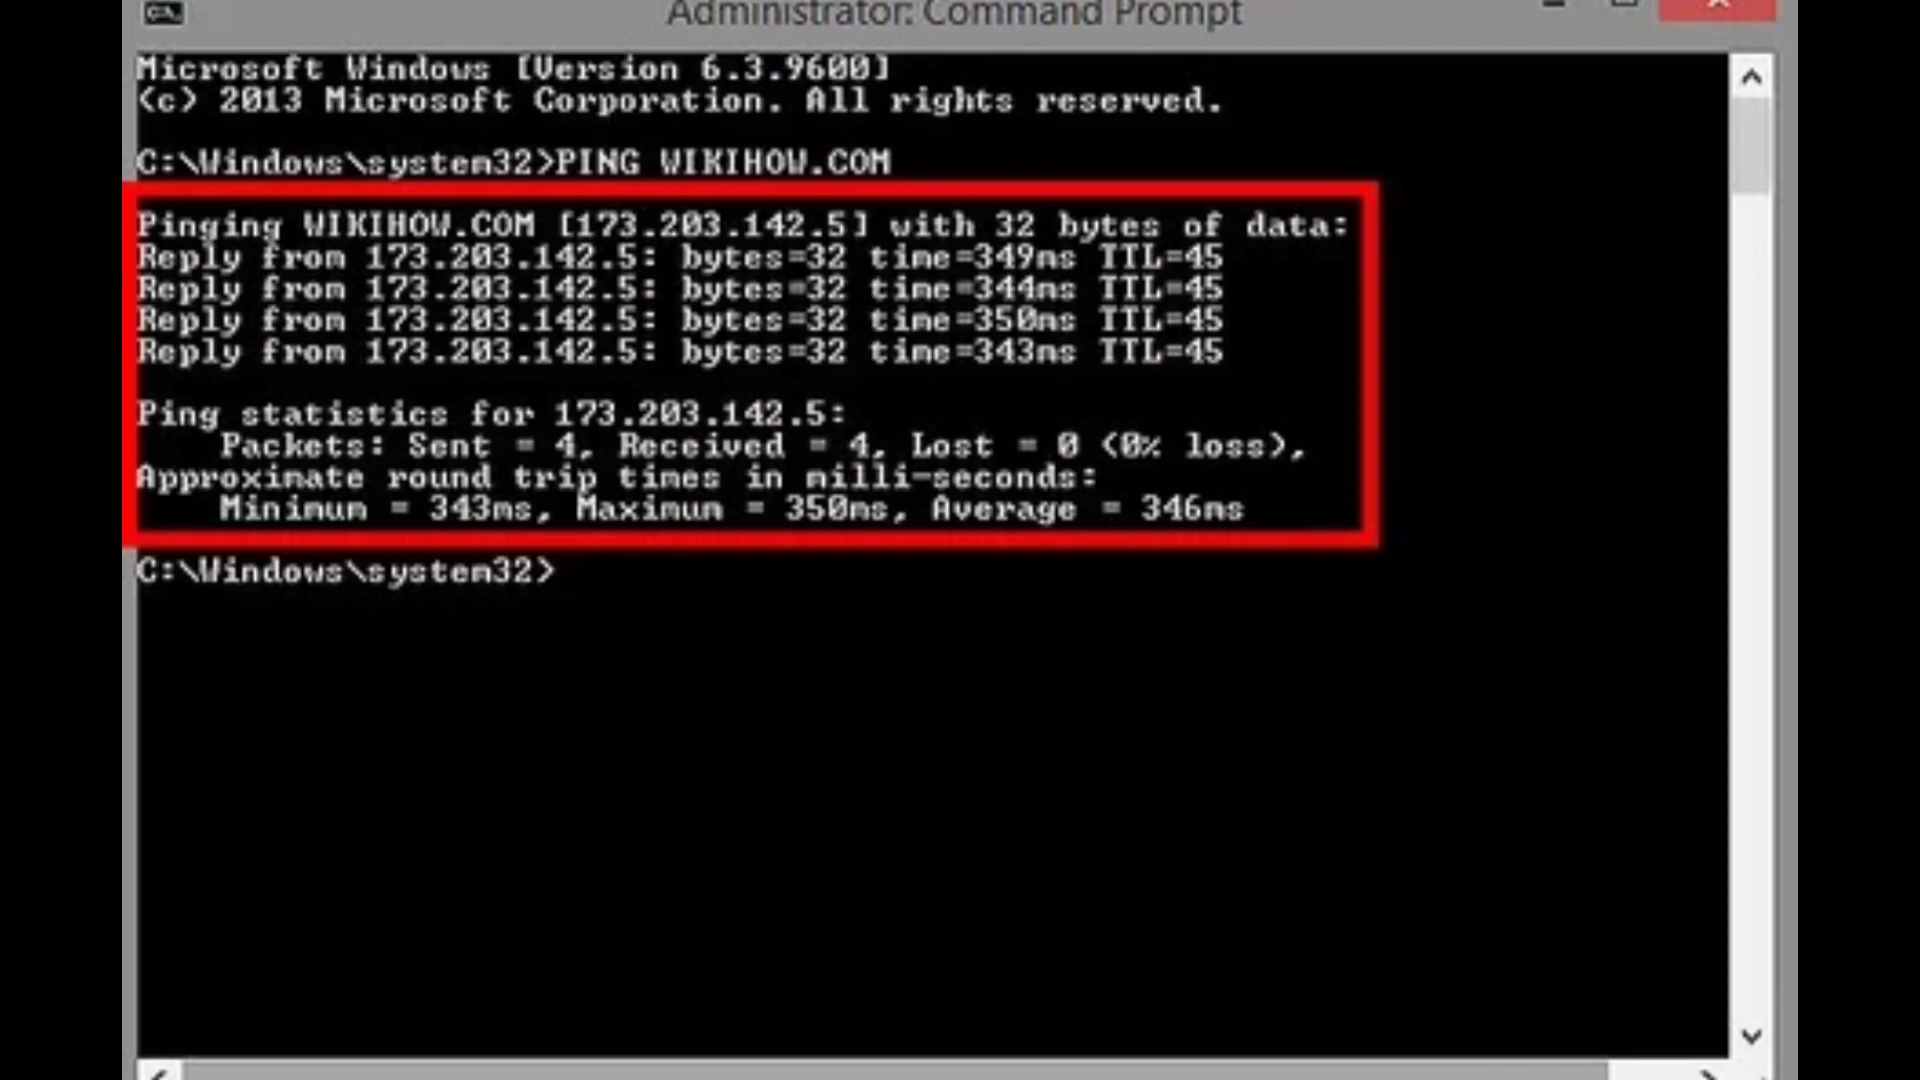 Administrator: Command Prompt
Microsoft Windows [Version 6.3.9600]
(c) 2013 Microsoft Corporation. All rights reserved.
C:\Windows\system32>PING WIKIHOW.COM
Pinging WIKIHOW.COM [173.203.142.5] with 32 bytes of data:
Reply from 173.203.142.5: bytes=32 time=349ms TTL=45
Reply from 173.203.142.5: bytes=32 time=344ms TTL=45
Reply from 173.203.142.5: bytes=32 time=350ms TTL=45
Reply from 173.203.142.5: bytes=32 time=343ms TTL=45
Ping statistics for 173.203.142.5:
Packets: Sent = 4, Received = 4, Lost = 0 (0% loss),
Approximate round trip times in milli-seconds:
Minimum = 343ms, Maximum = 350ms, Average = 346ms
C:\Windows\system32>